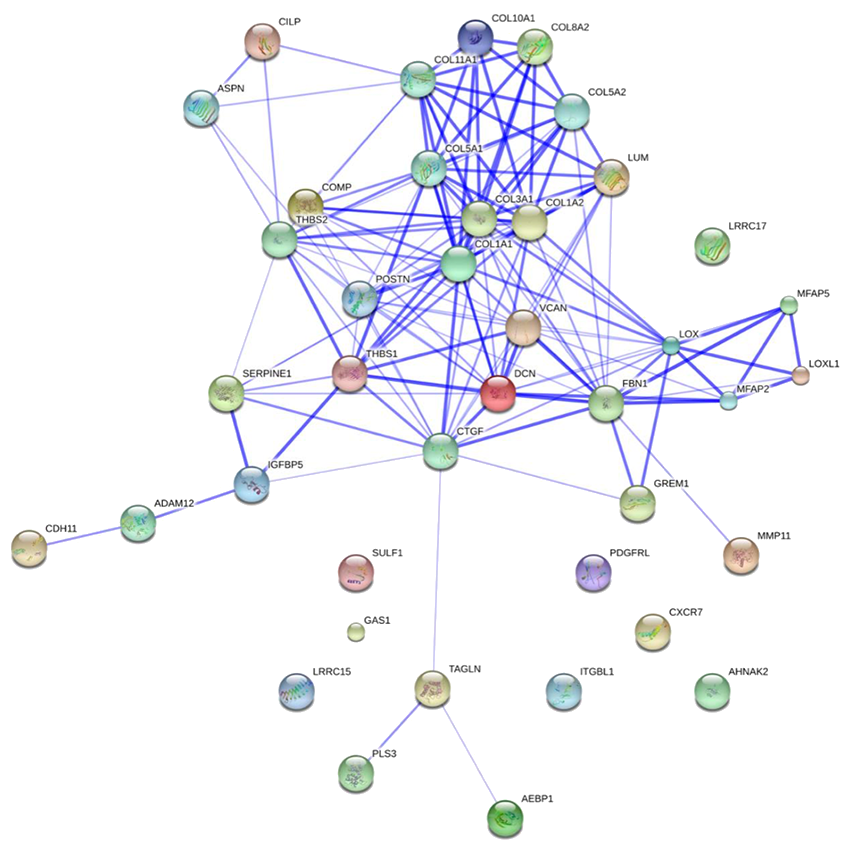 COL10A1
CILP
COL8A2
COL11A1
ASPN
COL5A2
COL5A1
LUM
COMP
COL3A1
COL1A2
THBS2
LRRC17
COL1A1
POSTN
MFAP5
VCAN
LOX
THBS1
LOXL1
SERPINE1
DCN
FBN1
MFAP2
CTGF
IGFBP5
GREM1
ADAM12
CDH11
MMP11
SULF1
PDGFRL
CXCR7
GAS1
LRRC15
TAGLN
ITGBL1
AHNAK2
PLS3
AEBP1